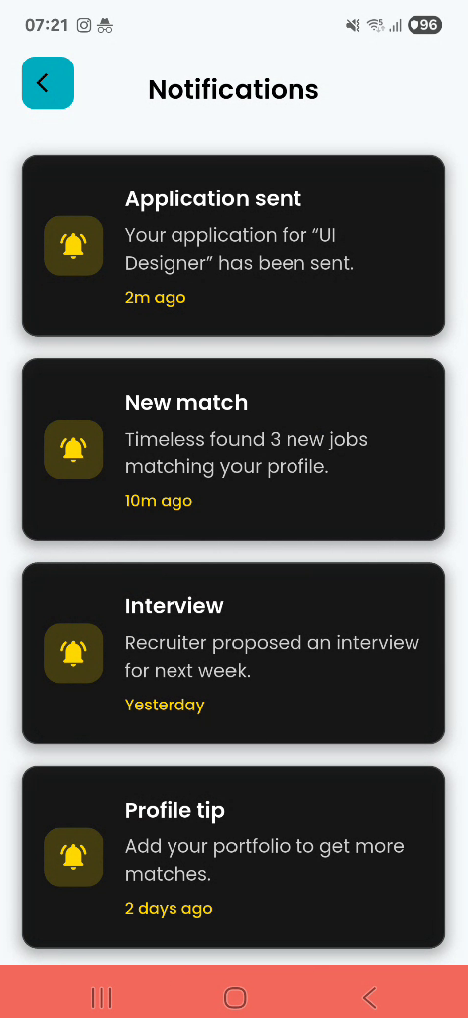 07:21
96
Notifications
Application sent
Your application for “UI
Designer” has been sent.
2m ago
New match
Timeless found 3 new jobs
matching your profile.
10m ago
Interview
Recruiter proposed an interview
for next week.
Yesterday
Profile tip
Add your portfolio to get more
matches.
2 days ago